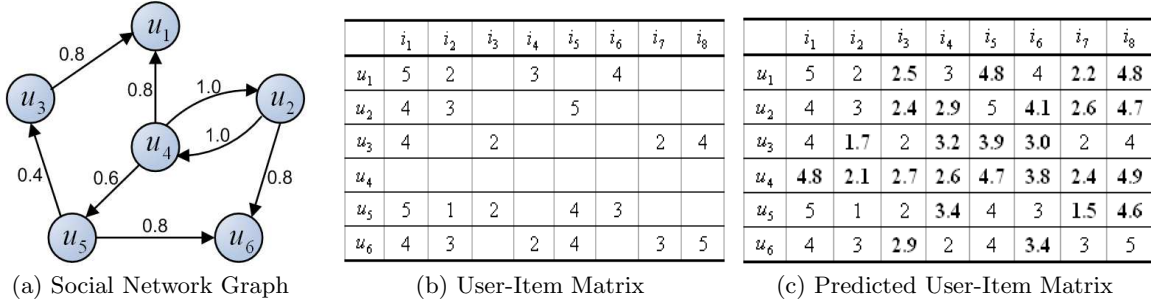 u1
0.8
u3
0.8
1.0
u2
1.0
u4
0.4
0.6
0.8
u5
0.8
u6
(a) Social Network Graph
i1 i2 i3 i4 i5 i6 i7 i8
u1 5 2 3 4
u2 4 3 5
u3 4 2 2 4
u4
u5 5 1 2 4 3
u6 4 3 2 4 3 5
(b) User-Item Matrix
i1 i2 i3 i4 i5 i6 i7 i8
u1 5 2 2.5 3 4.8 4 2.2 4.8
u2 4 3 2.4 2.9 5 4.1 2.6 4.7
u3 4 1.7 2 3.2 3.9 3.0 2 4
u4 4.8 2.1 2.7 2.6 4.7 3.8 2.4 4.9
u5 5 1 2 3.4 4 3 1.5 4.6
u6 4 3 2.9 2 4 3.4 3 5
(c) Predicted User-Item Matrix